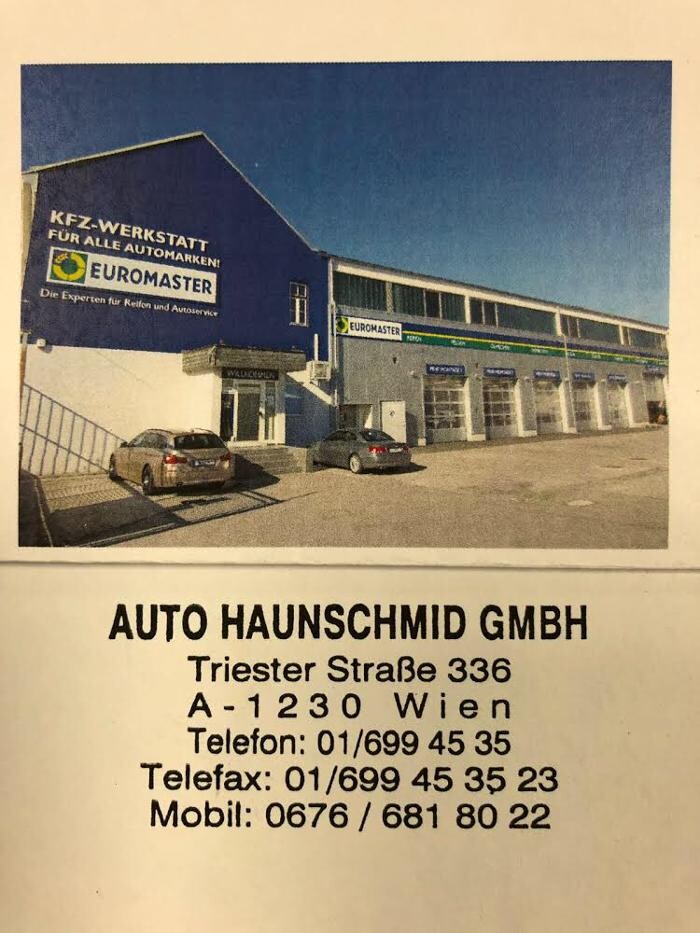 KFZ-WERKSTATT
FÜR ALLE AUTOMARKEN!
EUROMASTER
Die Experten für Reifen und Autoservice
WILLKOMMEN
EUROMASTER
REIFEN
FELGEN
AUTO HAUNSCHMID GMBH
Triester Straße 336
A-1230 Wien
Telefon: 01/699 45 35
Telefax: 01/699 45 35 23
Mobil: 0676 / 681 80 22